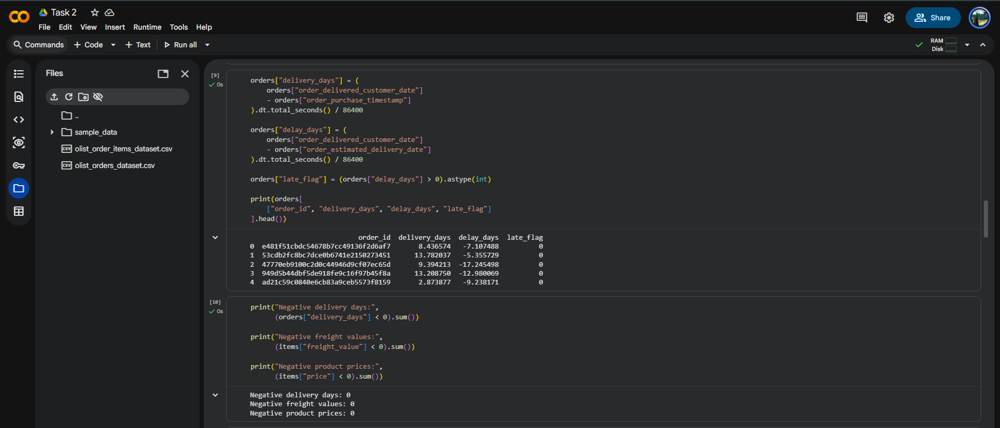 Task 2
File Edit View Insert Runtime Tools Help
Share
Commands + Code + Text Run all
RAM
Disk
Files
..
sample_data
CSV olist_order_items_dataset.csv
CSV olist_orders_dataset.csv
[9]
0s
orders["delivery_days"] = (
    orders["order_delivered_customer_date"]
    - orders["order_purchase_timestamp"]
).dt.total_seconds() / 86400
orders["delay_days"] = (
    orders["order_delivered_customer_date"]
    - orders["order_estimated_delivery_date"]
).dt.total_seconds() / 86400
orders["late_flag"] = (orders["delay_days"] > 0).astype(int)
print(orders[
    ["order_id", "delivery_days", "delay_days", "late_flag"]
].head())
order_id delivery_days delay_days late_flag
0 e481f51cbdc54678b7cc49136f2d6af7 8.436574 -7.107488 0
1 53cdb2fc8bc7dce0b6741e2150273451 13.782037 -5.355729 0
2 47770eb9100c2d0c44946d9cf07ec65d 9.394213 -17.245498 0
3 949d5b44dbf5de918fe9c16f97b45f8a 13.208750 -12.980069 0
4 ad21c59c0840e6cb83a9ceb5573f8159 2.873877 -9.238171 0
[10]
0s
print("Negative delivery days:",
      (orders["delivery_days"] < 0).sum())
print("Negative freight values:",
      (items["freight_value"] < 0).sum())
print("Negative product prices:",
      (items["price"] < 0).sum())
Negative delivery days: 0
Negative freight values: 0
Negative product prices: 0